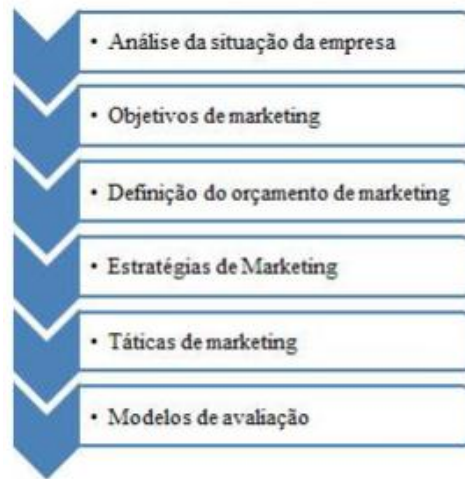 • Análise da situação da empresa
• Objetivos de marketing
• Definição do orçamento de marketing
• Estratégias de Marketing
• Táticas de marketing
• Modelos de avaliação